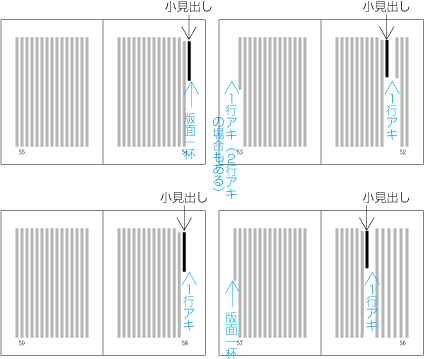 小見出し
小見出し
版面一杯
1行アキ（2行アキ
の場合もある）
1行アキ
55
54
53
52
小見出し
小見出し
1行アキ
版面一杯
1行アキ
59
58
57
56